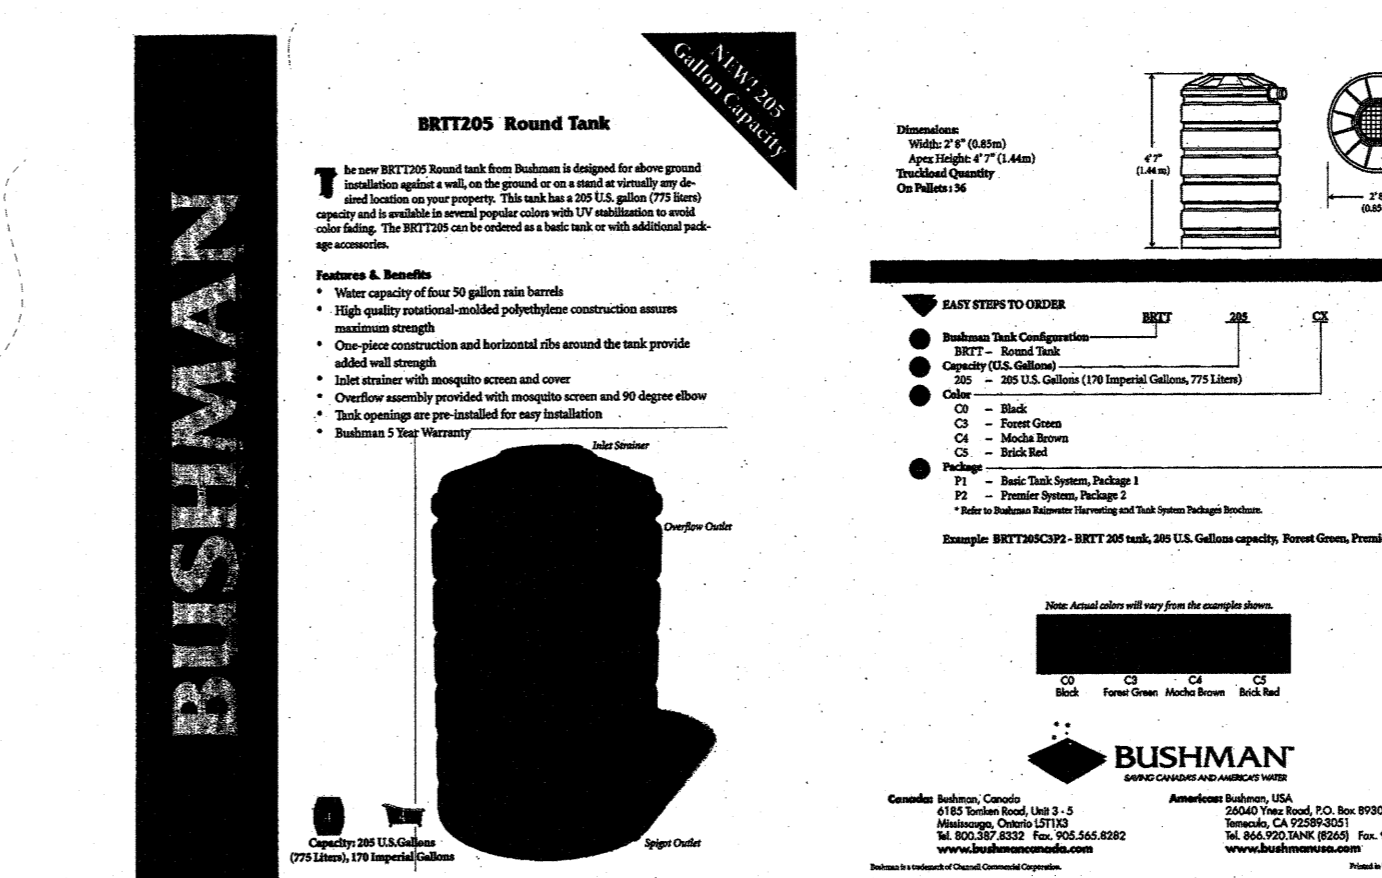 BUSHMAN
NEW! 205
Gallon Capacity
BRTT205 Round Tank
The new BRTT205 Round tank from Bushman is designed for above ground
installation against a wall, on the ground or on a stand at virtually any de-
sired location on your property. This tank has a 205 U.S. gallon (775 liters)
capacity and is available in several popular colors with UV stabilization to avoid
color fading. The BRTT205 can be ordered as a basic tank or with additional pack-
age accessories.
Features & Benefits
• Water capacity of four 50 gallon rain barrels
• High quality rotational-molded polyethylene construction assures
maximum strength
• One-piece construction and horizontal ribs around the tank provide
added wall strength
• Inlet strainer with mosquito screen and cover
• Overflow assembly provided with mosquito screen and 90 degree elbow
• Tank openings are pre-installed for easy installation
• Bushman 5 Year Warranty
Inlet Strainer
Overflow Outlet
Spigot Outlet
4 4
Capacity: 205 U.S.Gallons
(775 Liters), 170 Imperial Gallons
Dimensions:
Width: 2' 8" (0.85m)
Apex Height: 4' 7" (1.44m)
Truckload Quantity
On Pallets: 36
4' 7"
(1.44 m)
2' 8
(0.85
EASY STEPS TO ORDER
BRTT 205 CX
Bushman Tank Configuration
BRTT – Round Tank
Capacity (U.S. Gallons)
205 – 205 U.S. Gallons (170 Imperial Gallons, 775 Liters)
Color
C0 – Black
C3 – Forest Green
C4 – Mocha Brown
C5 – Brick Red
Package
P1 – Basic Tank System, Package 1
P2 – Premier System, Package 2
* Refer to Bushman Rainwater Harvesting and Tank System Packages Brochure.
Example: BRTT205C3P2 - BRTT 205 tank, 205 U.S. Gallons capacity, Forest Green, Premi
Note: Actual colors will vary from the examples shown.
C0 C3 C4 C5
Black Forest Green Mocha Brown Brick Red
BUSHMAN™
SAVING CANADA'S AND AMERICA'S WATER
Canada: Bushman, Canada
6185 Tomken Road, Unit 3 - 5
Mississauga, Ontario L5T1X3
Tel. 800.387.8332 Fax. 905.565.8282
www.bushmancanada.com
Americas: Bushman, USA
26040 Ynez Road, P.O. Box 8930
Temecula, CA 92589-3051
Tel. 866.920.TANK (8265) Fax.
www.bushmanusa.com
Bushman is a trademark of Channell Commercial Corporation.
Printed in